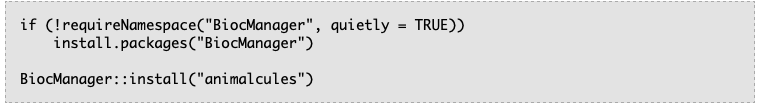 if (!requireNamespace("BiocManager", quietly = TRUE))
    install.packages("BiocManager")
BiocManager::install("animalcules")